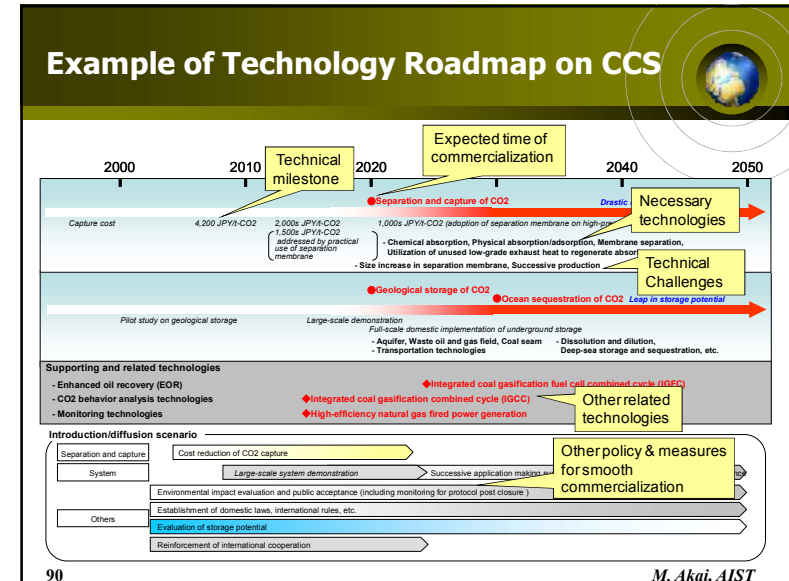 Example of Technology Roadmap on CCS
2000
2010
2020
2040
2050
Technical
milestone
Expected time of
commercialization
Separation and capture of CO2
Drastic
Necessary
technologies
Capture cost
4,200 JPY/t-CO2
2,000s JPY/t-CO2
1,500s JPY/t-CO2
addressed by practical
use of separation
membrane
1,000s JPY/t-CO2 (adoption of separation membrane on high-pre
- Chemical absorption, Physical absorption/adsorption, Membrane separation,
Utilization of unused low-grade exhaust heat to regenerate absor
- Size increase in separation membrane, Successive production
Technical
Challenges
Geological storage of CO2
Ocean sequestration of CO2 Leap in storage potential
Pilot study on geological storage
Large-scale demonstration
Full-scale domestic implementation of underground storage
- Aquifer, Waste oil and gas field, Coal seam
- Transportation technologies
- Dissolution and dilution,
Deep-sea storage and sequestration, etc.
Supporting and related technologies
- Enhanced oil recovery (EOR)
- CO2 behavior analysis technologies
- Monitoring technologies
Integrated coal gasification fuel cell combined cycle (IGFC)
Integrated coal gasification combined cycle (IGCC)
High-efficiency natural gas fired power generation
Other related
technologies
Introduction/diffusion scenario
Separation and capture
Cost reduction of CO2 capture
System
Large-scale system demonstration
Successive application making
Other policy & measures
for smooth
commercialization
Environmental impact evaluation and public acceptance (including monitoring for protocol post closure )
Others
Establishment of domestic laws, international rules, etc.
Evaluation of storage potential
Reinforcement of international cooperation
90
M. Akai, AIST